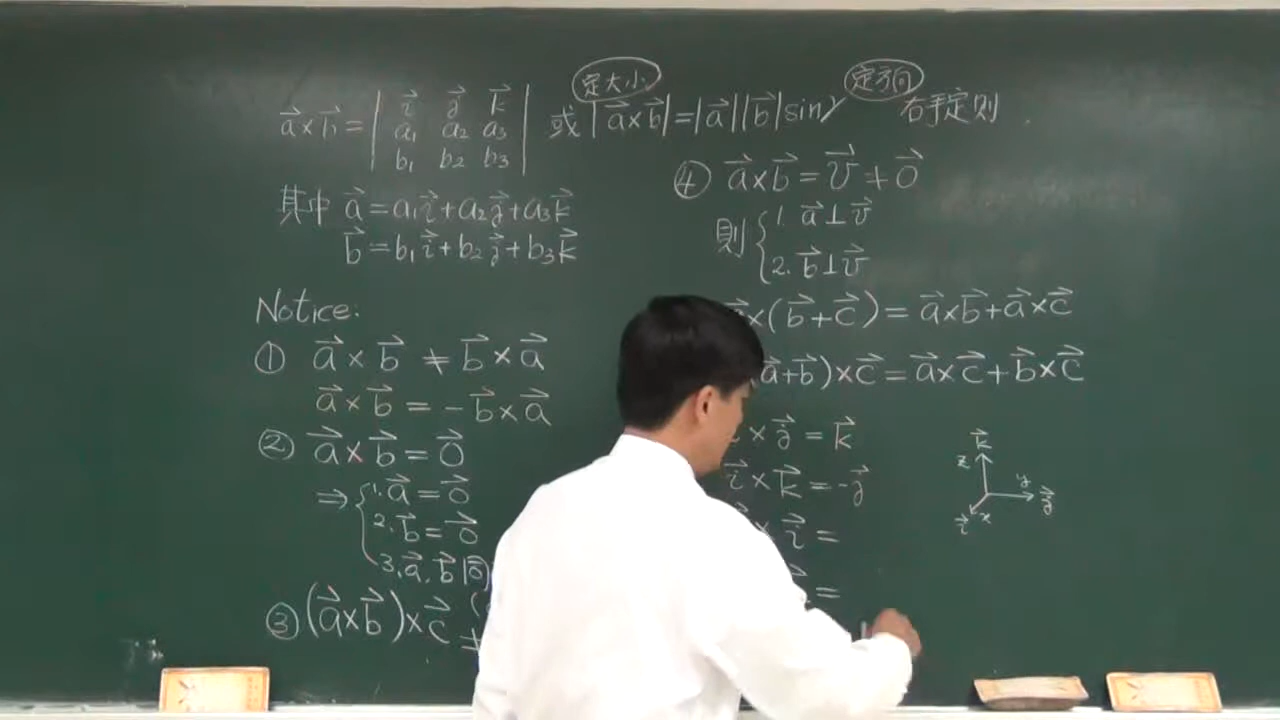 定大小
定方向
a⃗×b⃗ = | i⃗ j⃗ k⃗ | 或 |a⃗×b⃗|=|a⃗||b⃗|sinγ 右手定則
a₁ a₂ a₃
b₁ b₂ b₃
其中 a⃗=a₁i⃗+a₂j⃗+a₃k⃗
b⃗=b₁i⃗+b₂j⃗+b₃k⃗
Notice:
① a⃗×b⃗ ≠ b⃗×a⃗
a⃗×b⃗ = -b⃗×a⃗
② a⃗×b⃗ = 0⃗
⇒ { 1. a⃗ = 0⃗
2. b⃗ = 0⃗
3. a⃗, b⃗ 同
③ (a⃗×b⃗)×c⃗ ≠
④ a⃗×b⃗ = v⃗ ≠ 0⃗
則 { 1. a⃗⊥v⃗
2. b⃗⊥v⃗
a⃗×(b⃗+c⃗) = a⃗×b⃗+a⃗×c⃗
a⃗+b⃗)×c⃗ = a⃗×c⃗+b⃗×c⃗
i⃗×j⃗ = k⃗
i⃗×k⃗ = -j⃗
× i⃗ =
=
k⃗
z
y j⃗
i⃗ x